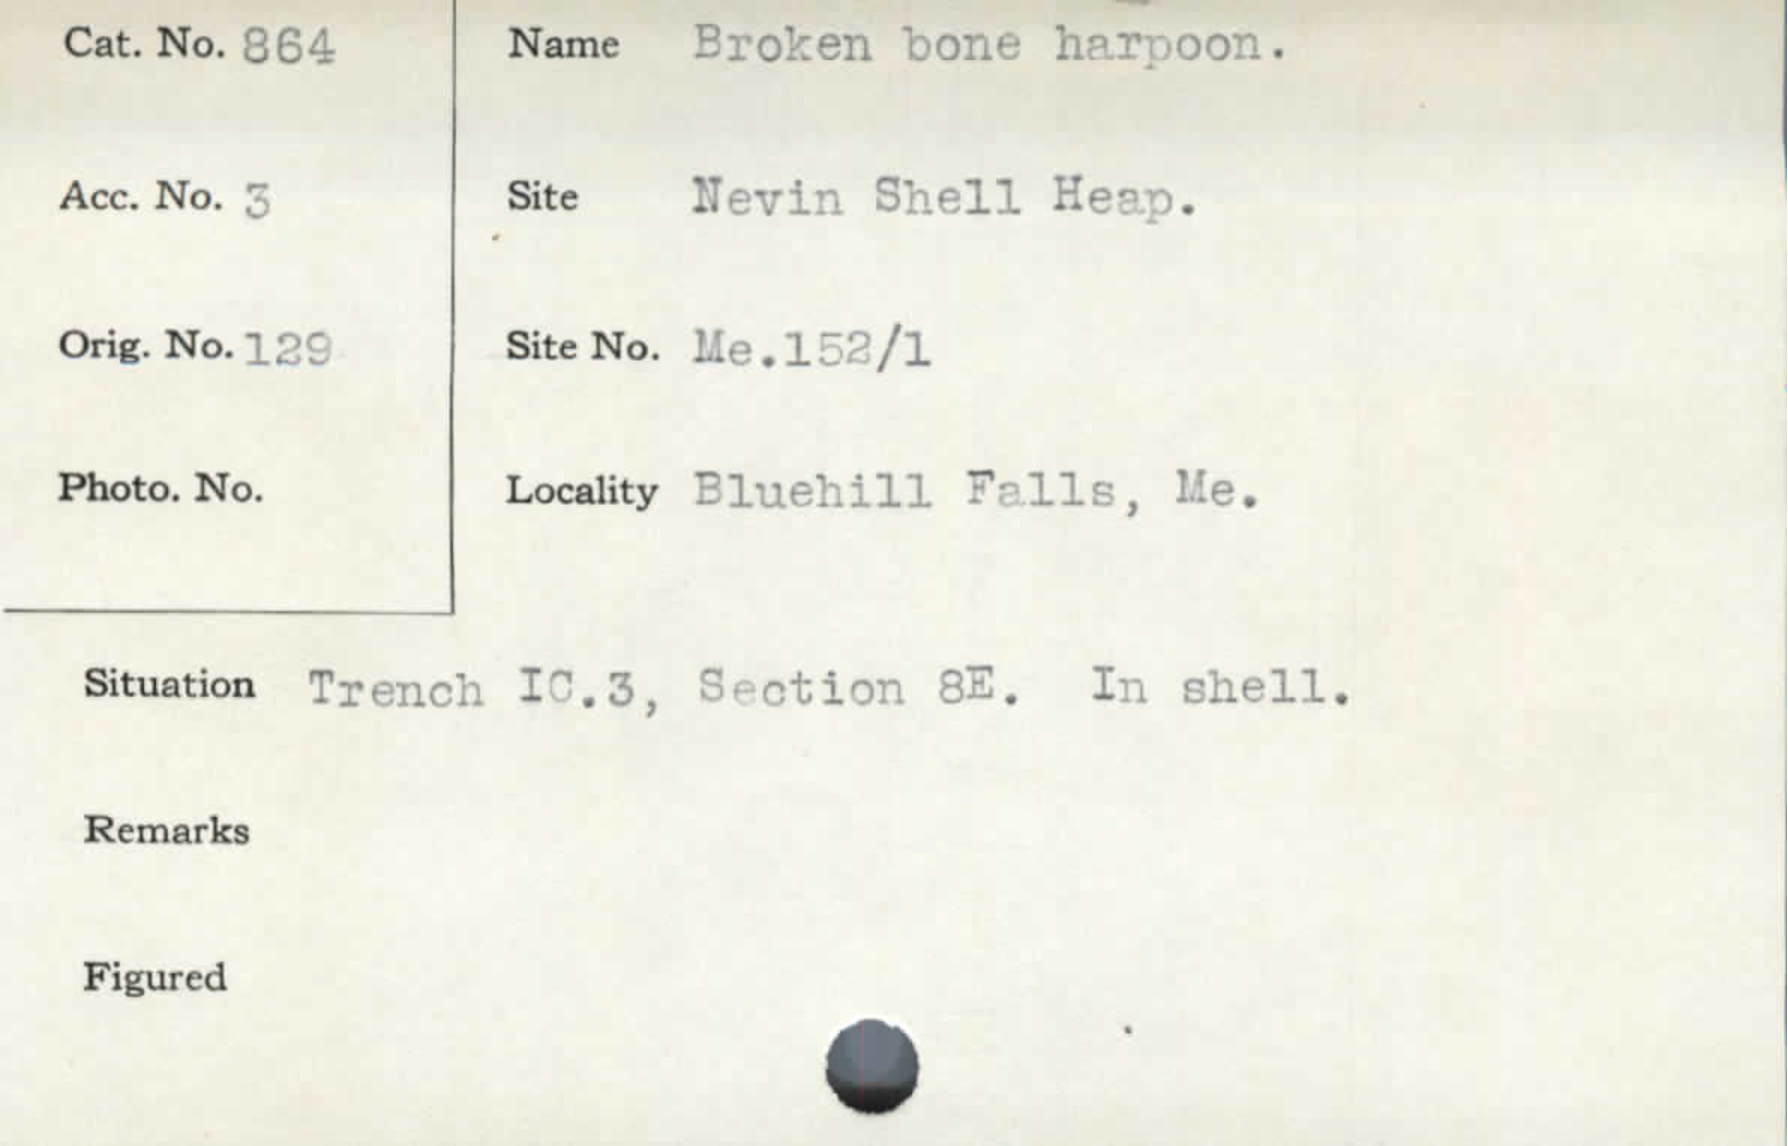 Cat. No. 864
Name Broken bone harpoon.
Acc. No. 3
Site Nevin Shell Heap.
Orig. No. 129
Site No. Me.152/1
Photo. No.
Locality Bluehill Falls, Me.
Situation Trench IC.3, Section 8E. In shell.
Remarks
Figured